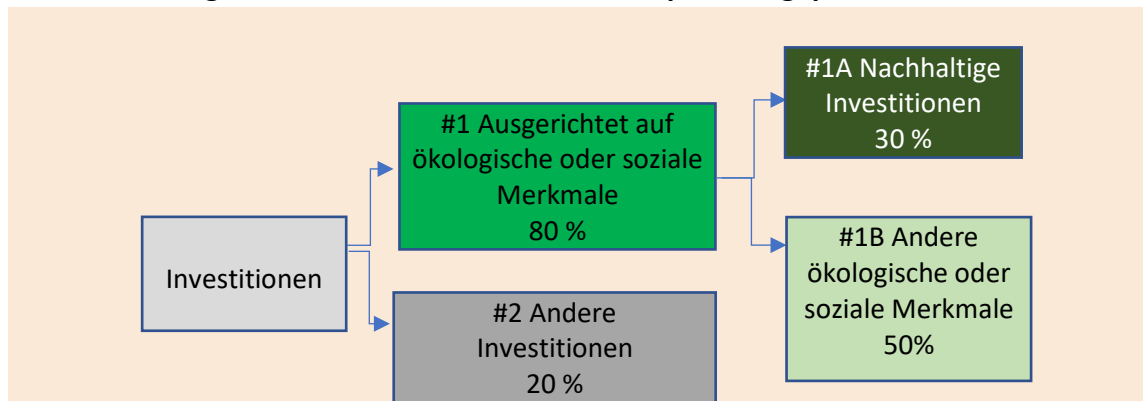 Investitionen
#1 Ausgerichtet auf
ökologische oder soziale
Merkmale
80 %
#2 Andere
Investitionen
20 %
#1A Nachhaltige
Investitionen
30 %
#1B Andere
ökologische oder
soziale Merkmale
50%